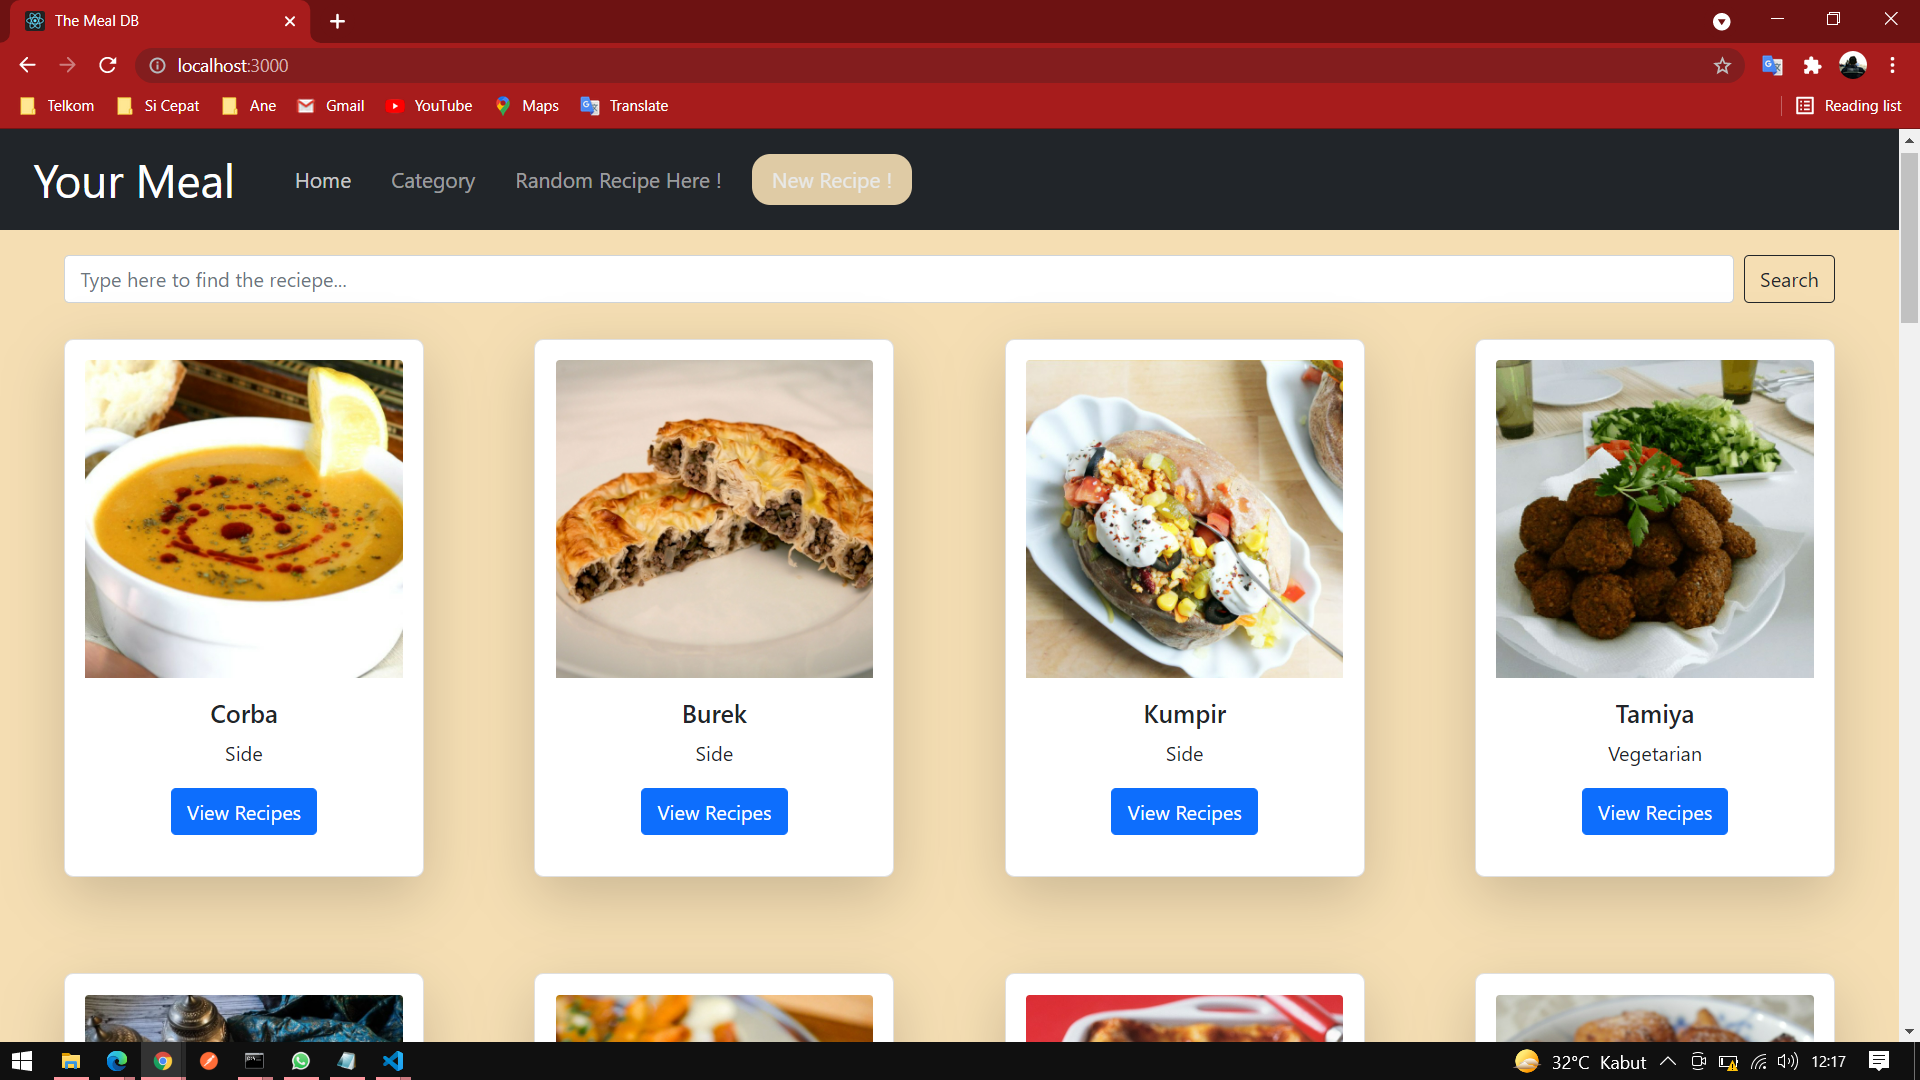 The Meal DB
localhost:3000
Telkom Si Cepat Ane Gmail YouTube Maps Translate Reading list
Your Meal Home Category Random Recipe Here ! New Recipe !
Type here to find the reciepe... Search
Corba Burek Kumpir Tamiya
Side Side Side Vegetarian
View Recipes View Recipes View Recipes View Recipes
32°C Kabut 12:17